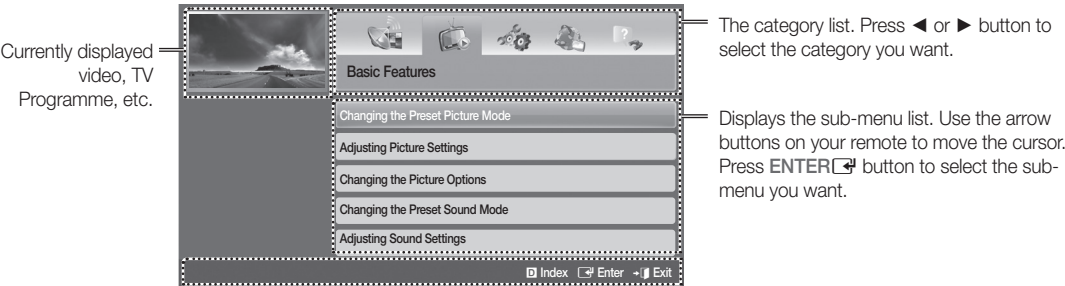 Currently displayed
video, TV
Programme, etc.
Basic Features
Changing the Preset Picture Mode
Adjusting Picture Settings
Changing the Picture Options
Changing the Preset Sound Mode
Adjusting Sound Settings
D Index Enter Exit
The category list. Press ◄ or ► button to
select the category you want.
Displays the sub-menu list. Use the arrow
buttons on your remote to move the cursor.
Press ENTER button to select the sub-
menu you want.